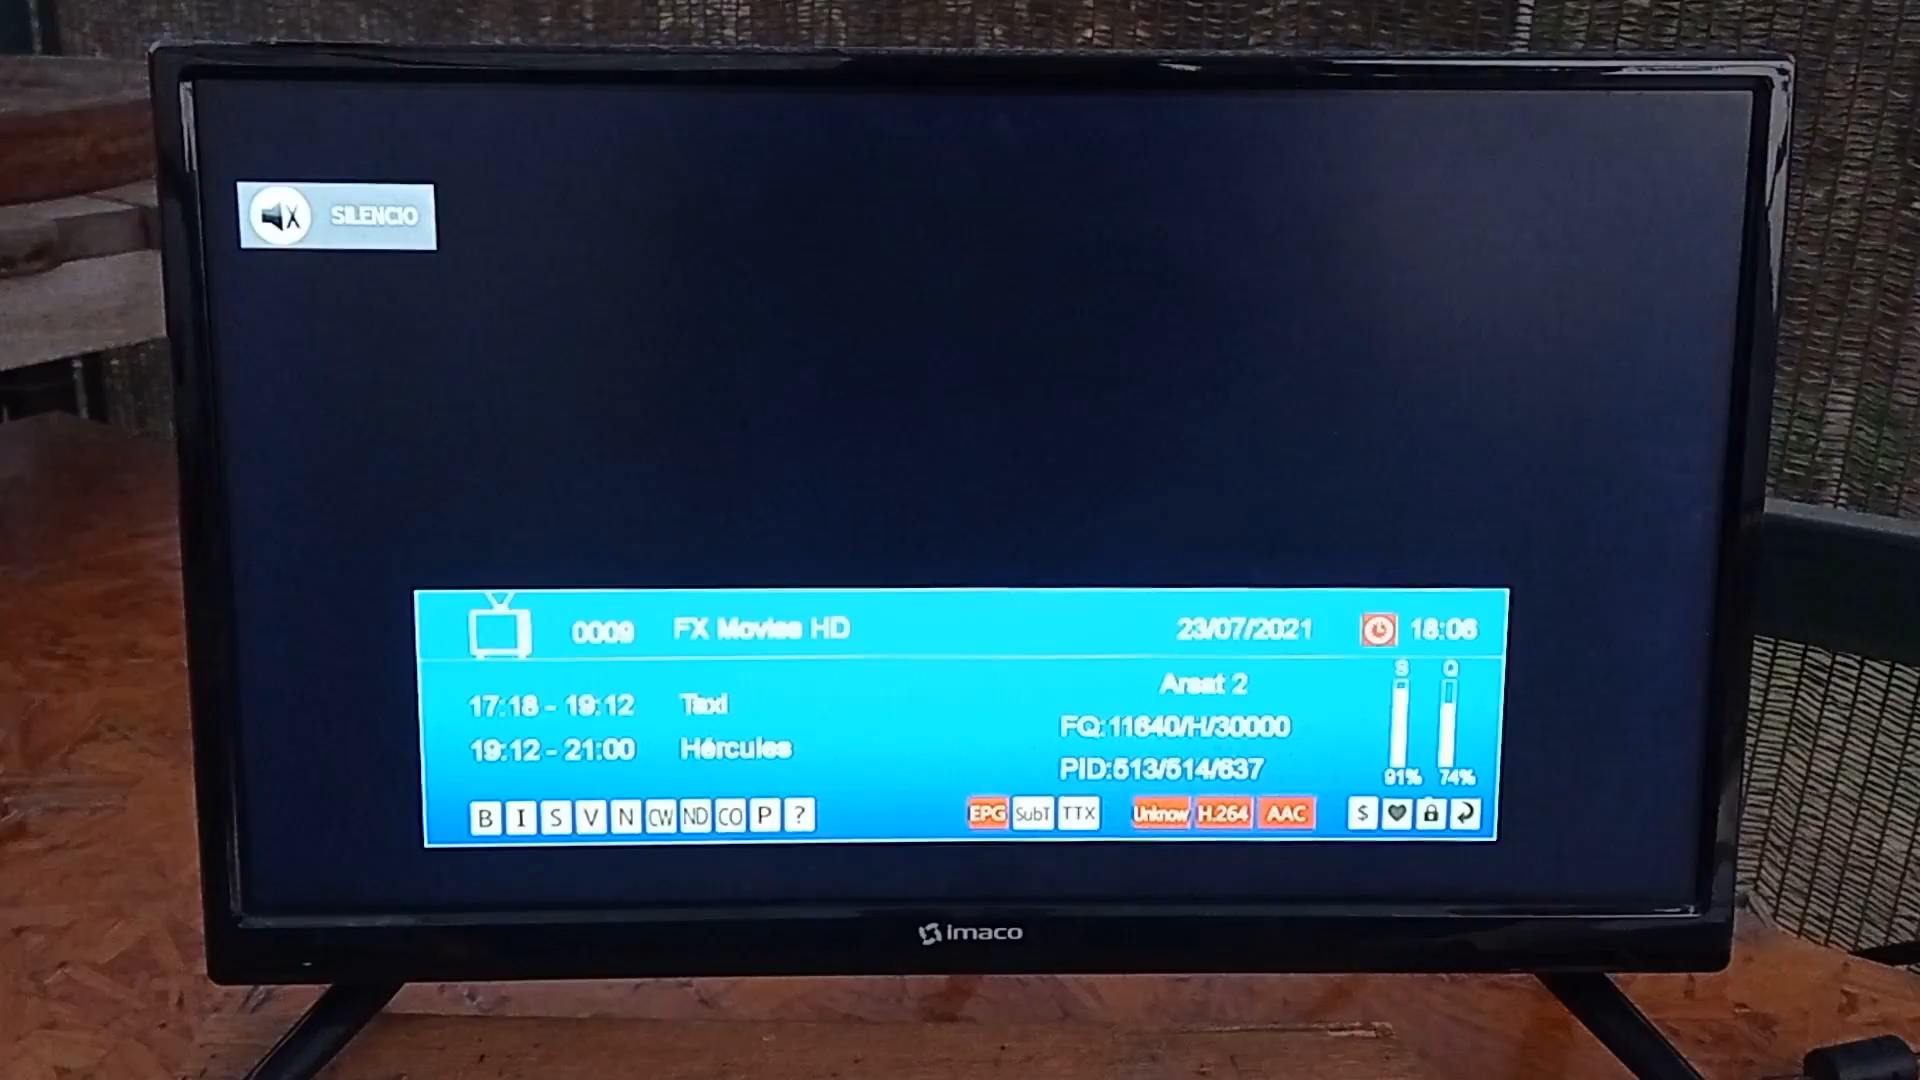 SILENCIO
0009 FX Movies HD 23/07/2021 18:06
S Q
17:18 - 19:12 Taxi
19:12 - 21:00 Hércules
Arsat 2
FQ:11640/H/30000
PID:513/514/637
91% 74%
B I S V N CW ND CO P ?
EPG SubT TTX Unknow H.264 AAC $
imaco